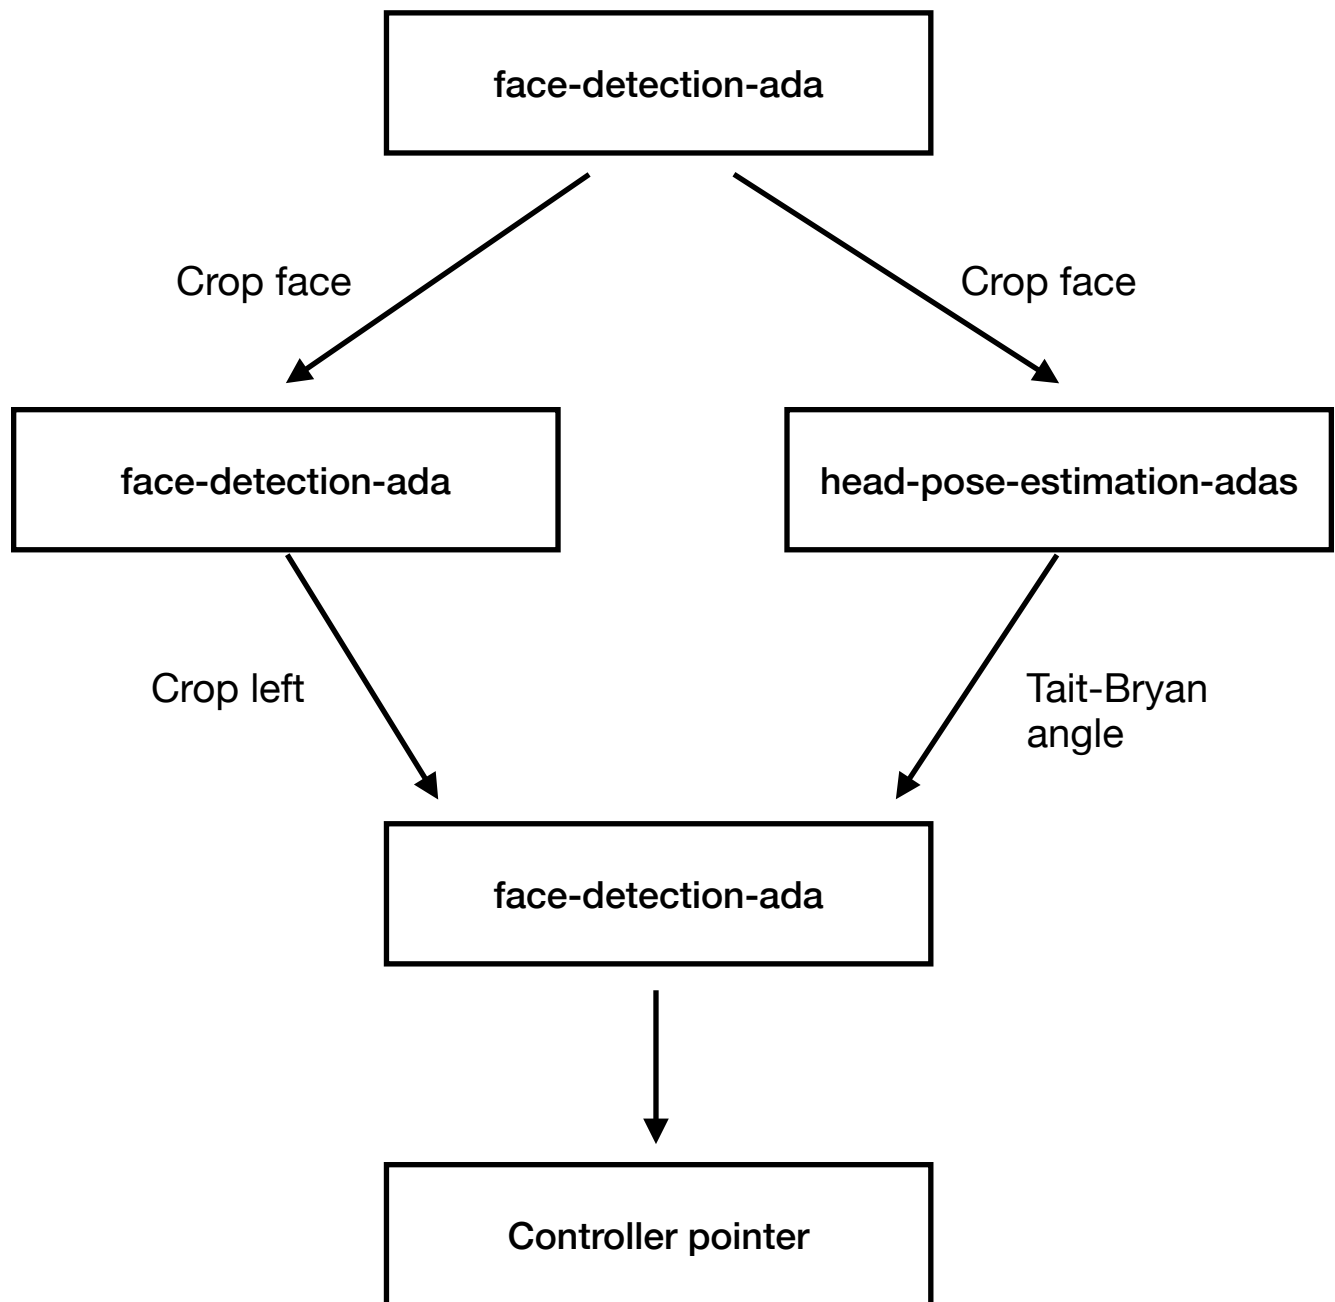 face-detection-ada
Crop face
Crop face
face-detection-ada
head-pose-estimation-adas
Crop left
Tait-Bryan
angle
face-detection-ada
Controller pointer